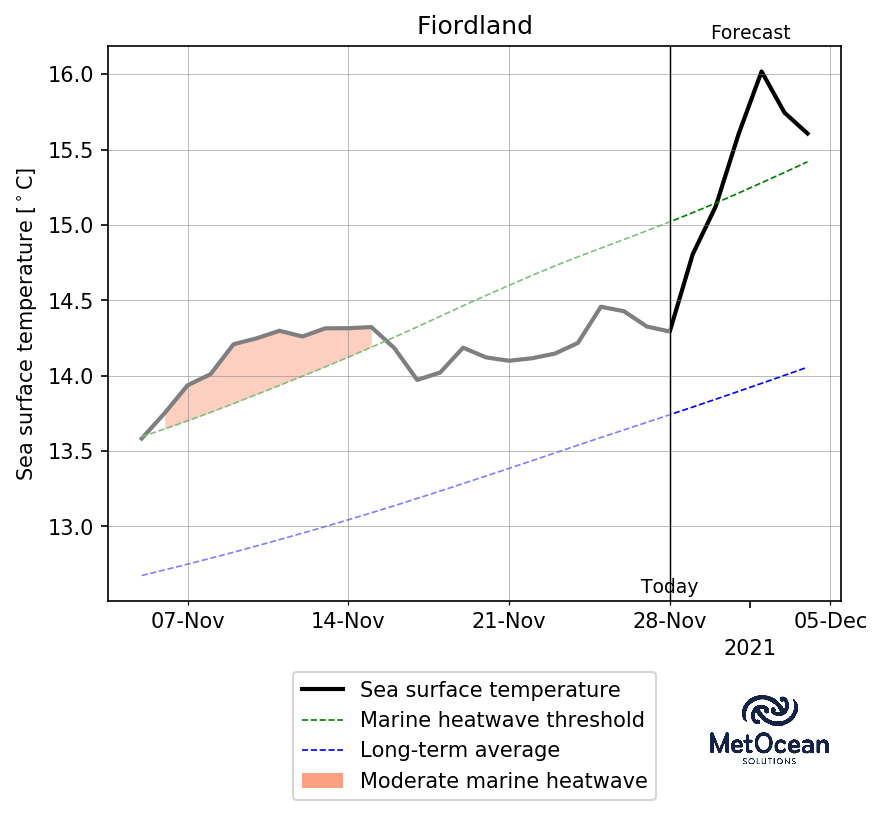 Fiordland
Forecast
Sea surface temperature [°C]
16.0
15.5
15.0
14.5
14.0
13.5
13.0
Today
07-Nov
14-Nov
21-Nov
28-Nov
05-Dec
2021
Sea surface temperature
Marine heatwave threshold
Long-term average
Moderate marine heatwave
MetOcean
SOLUTIONS